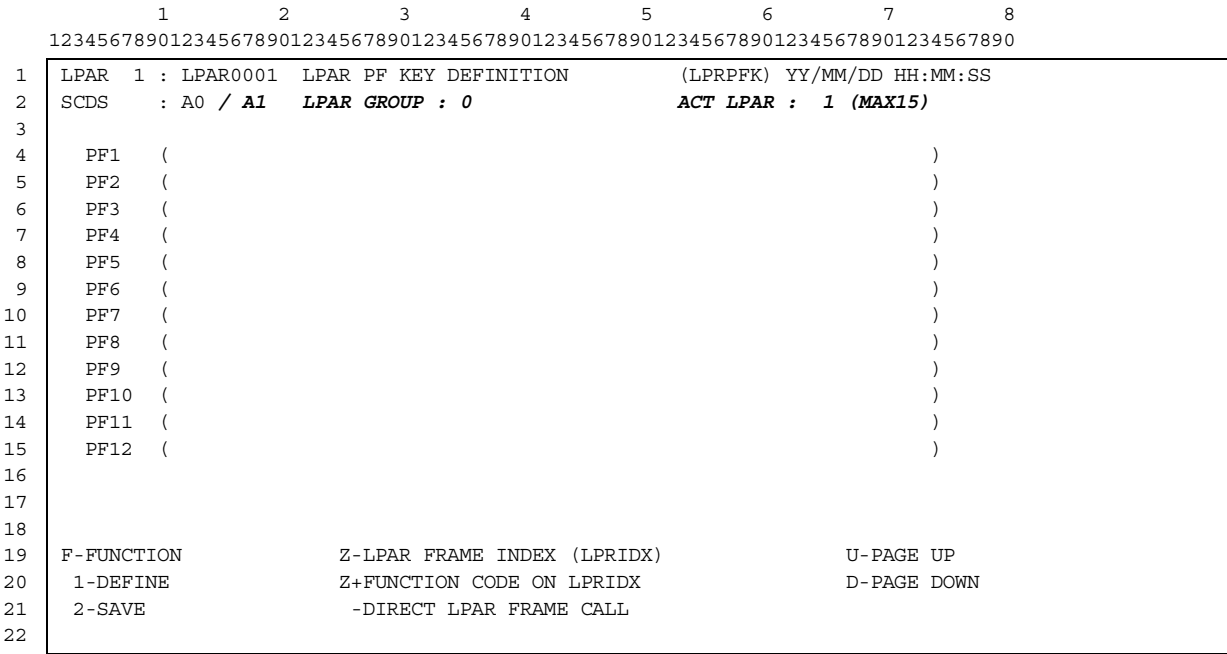 1 2 3 4 5 6 7 8
12345678901234567890123456789012345678901234567890123456789012345678901234567890
1 LPAR 1 : LPAR0001 LPAR PF KEY DEFINITION (LPRPFK) YY/MM/DD HH:MM:SS
2 SCDS : A0 / A1 LPAR GROUP : 0 ACT LPAR : 1 (MAX15)
3
4 PF1 ( )
5 PF2 ( )
6 PF3 ( )
7 PF4 ( )
8 PF5 ( )
9 PF6 ( )
10 PF7 ( )
11 PF8 ( )
12 PF9 ( )
13 PF10 ( )
14 PF11 ( )
15 PF12 ( )
16
17
18
19 F-FUNCTION Z-LPAR FRAME INDEX (LPRIDX) U-PAGE UP
20 1-DEFINE Z+FUNCTION CODE ON LPRIDX D-PAGE DOWN
21 2-SAVE -DIRECT LPAR FRAME CALL
22